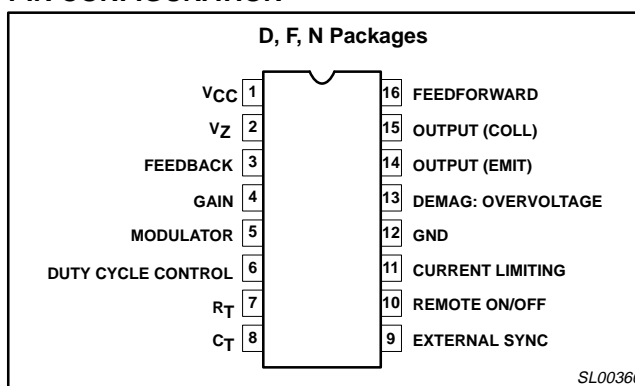 D, F, N Packages
VCC 1 16 FEEDFORWARD
VZ 2 15 OUTPUT (COLL)
FEEDBACK 3 14 OUTPUT (EMIT)
GAIN 4 13 DEMAG: OVERVOLTAGE
MODULATOR 5 12 GND
DUTY CYCLE CONTROL 6 11 CURRENT LIMITING
RT 7 10 REMOTE ON/OFF
CT 8 9 EXTERNAL SYNC